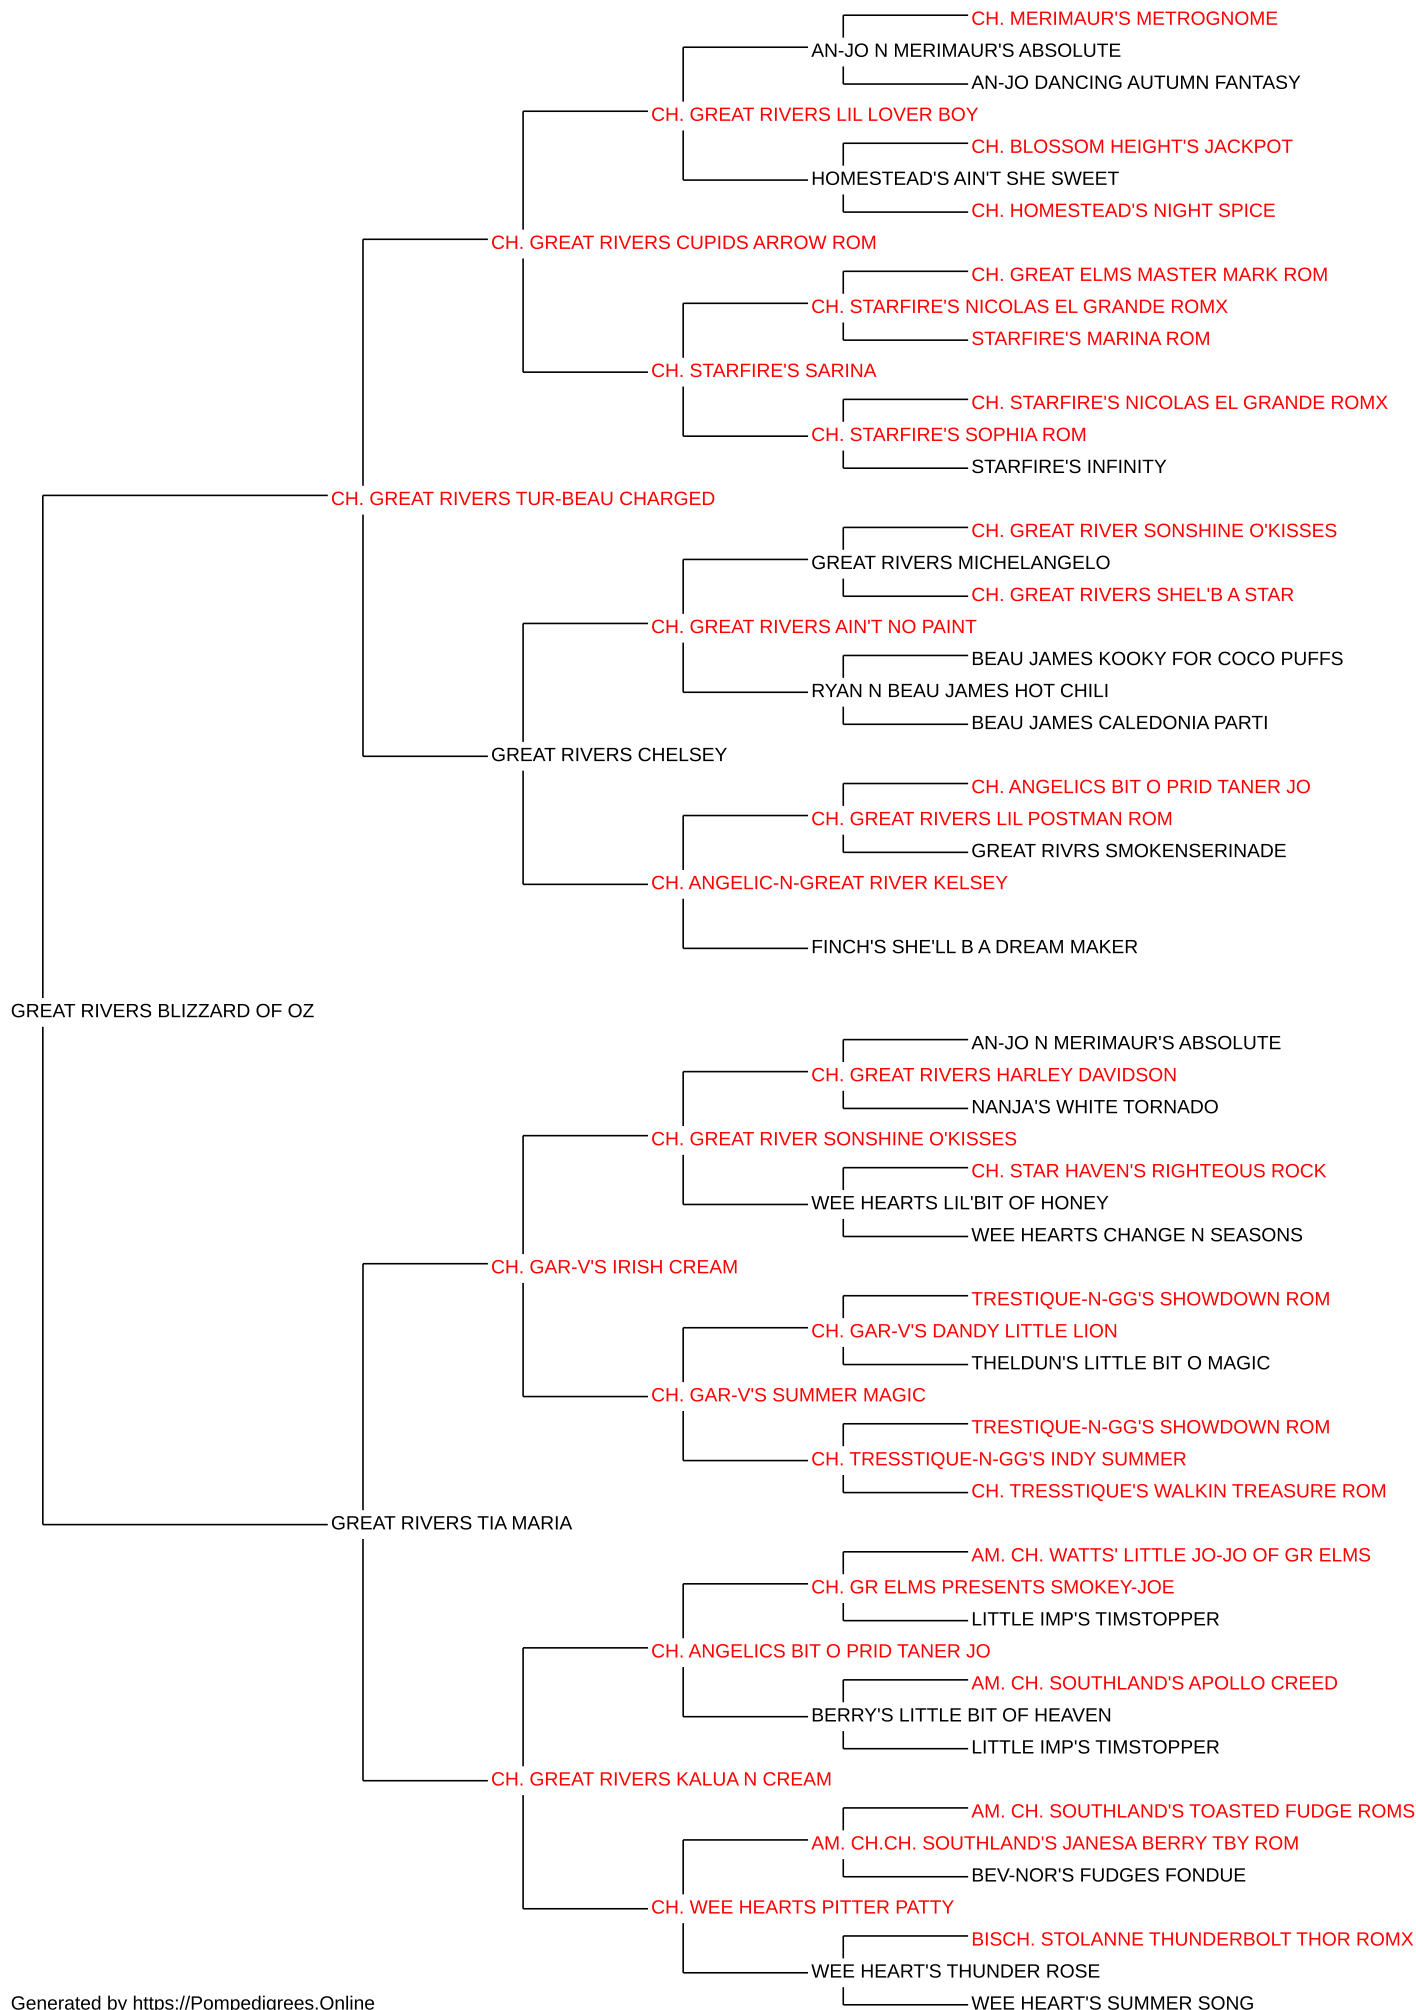 CH. MERIMAUR'S METROGNOME
AN-JO N MERIMAUR'S ABSOLUTE
AN-JO DANCING AUTUMN FANTASY
CH. GREAT RIVERS LIL LOVER BOY
CH. BLOSSOM HEIGHT'S JACKPOT
HOMESTEAD'S AIN'T SHE SWEET
CH. HOMESTEAD'S NIGHT SPICE
CH. GREAT RIVERS CUPIDS ARROW ROM
CH. GREAT ELMS MASTER MARK ROM
CH. STARFIRE'S NICOLAS EL GRANDE ROMX
STARFIRE'S MARINA ROM
CH. STARFIRE'S SARINA
CH. STARFIRE'S NICOLAS EL GRANDE ROMX
CH. STARFIRE'S SOPHIA ROM
STARFIRE'S INFINITY
CH. GREAT RIVERS TUR-BEAU CHARGED
CH. GREAT RIVER SONSHINE O'KISSES
GREAT RIVERS MICHELANGELO
CH. GREAT RIVERS SHEL'B A STAR
CH. GREAT RIVERS AIN'T NO PAINT
BEAU JAMES KOOKY FOR COCO PUFFS
RYAN N BEAU JAMES HOT CHILI
BEAU JAMES CALEDONIA PARTI
GREAT RIVERS CHELSEY
CH. ANGELICS BIT O PRID TANER JO
CH. GREAT RIVERS LIL POSTMAN ROM
GREAT RIVRS SMOKENSERINADE
CH. ANGELIC-N-GREAT RIVER KELSEY
FINCH'S SHE'LL B A DREAM MAKER
GREAT RIVERS BLIZZARD OF OZ
AN-JO N MERIMAUR'S ABSOLUTE
CH. GREAT RIVERS HARLEY DAVIDSON
NANJA'S WHITE TORNADO
CH. GREAT RIVER SONSHINE O'KISSES
CH. STAR HAVEN'S RIGHTEOUS ROCK
WEE HEARTS LIL'BIT OF HONEY
WEE HEARTS CHANGE N SEASONS
CH. GAR-V'S IRISH CREAM
TRESTIQUE-N-GG'S SHOWDOWN ROM
CH. GAR-V'S DANDY LITTLE LION
THELDUN'S LITTLE BIT O MAGIC
CH. GAR-V'S SUMMER MAGIC
TRESTIQUE-N-GG'S SHOWDOWN ROM
CH. TRESSTIQUE-N-GG'S INDY SUMMER
CH. TRESSTIQUE'S WALKIN TREASURE ROM
GREAT RIVERS TIA MARIA
AM. CH. WATTS' LITTLE JO-JO OF GR ELMS
CH. GR ELMS PRESENTS SMOKEY-JOE
LITTLE IMP'S TIMSTOPPER
CH. ANGELICS BIT O PRID TANER JO
AM. CH. SOUTHLAND'S APOLLO CREED
BERRY'S LITTLE BIT OF HEAVEN
LITTLE IMP'S TIMSTOPPER
CH. GREAT RIVERS KALUA N CREAM
AM. CH. SOUTHLAND'S TOASTED FUDGE ROMS
AM. CH.CH. SOUTHLAND'S JANESA BERRY TBY ROM
BEV-NOR'S FUDGES FONDUE
CH. WEE HEARTS PITTER PATTY
BISCH. STOLANNE THUNDERBOLT THOR ROMX
WEE HEART'S THUNDER ROSE
WEE HEART'S SUMMER SONG
Generated by https://Pompedigrees.Online